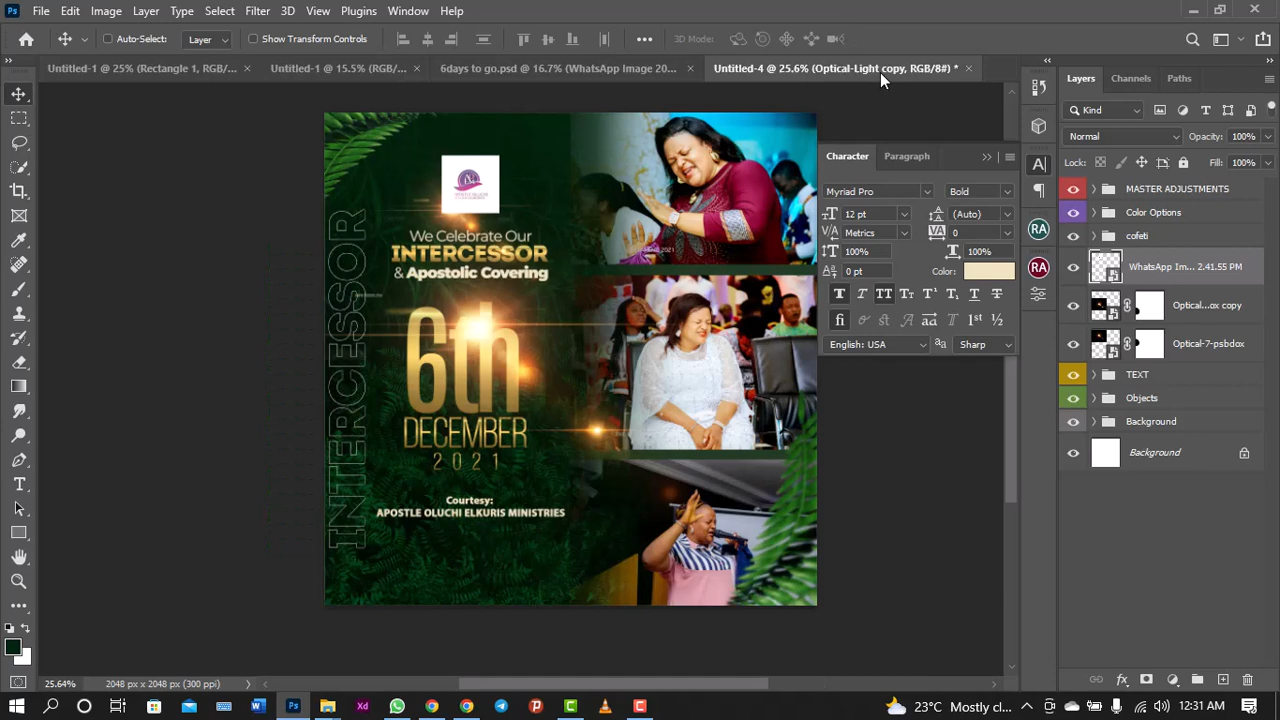 File Edit Image Layer Type Select Filter 3D View Plugins Window Help
Auto-Select: Layer Show Transform Controls 3D Mode:
Untitled-1 @ 25% (Rectangle 1, RGB/... × Untitled-1 @ 15.5% (RGB/... × 6days to go.psd @ 16.7% (WhatsApp Image 20... × Untitled-4 @ 25.6% (Optical-Light copy, RGB/8#) * ×
Layers Channels Paths
Kind
Normal Opacity: 100%
Lock: Fill: 100%
MASTER ADJUSTMENTS
Color Options
cofeti
WhatsApp Im... 2.41.55 PM
Optical...ox copy
Optical-7-psbdox
TEXT
Objects
Background
Background
Character Paragraph
Myriad Pro Bold
12 pt (Auto)
Metrics 0
100% 100%
0 pt Color:
English: USA Sharp
RA
RA
INTERCESSOR
We Celebrate Our
INTERCESSOR
& Apostolic Covering
6th
DECEMBER
2021
Courtesy:
APOSTLE OLUCHI ELKURIS MINISTRIES
25.64% 2048 px x 2048 px (300 ppi)
23°C Mostly cl... 12:31 AM